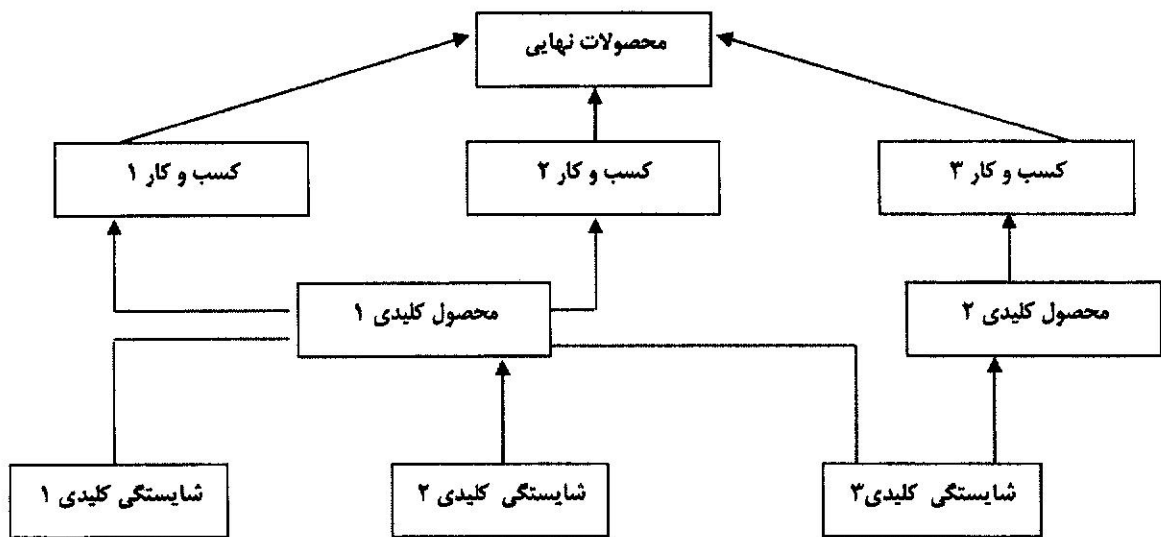 محصولات نهایی
کسب و کار ۳
کسب و کار ۲
کسب و کار ۱
محصول کلیدی ۲
محصول کلیدی ۱
شایستگی کلیدی۳
شایستگی کلیدی ۲
شایستگی کلیدی ۱